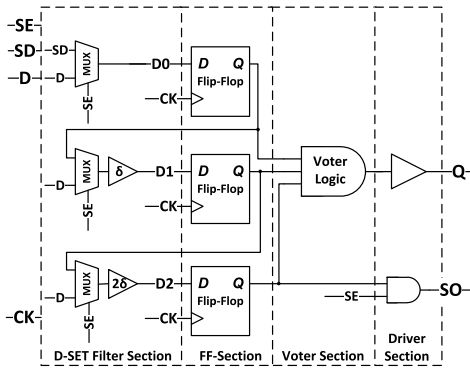 SE
SD
SD
D
D
MUX
SE
D0
D Q
Flip-Flop
CK
D
MUX
SE
δ
D1
D Q
Flip-Flop
CK
Voter
Logic
Q
D
MUX
SE
2δ
D2
D Q
Flip-Flop
CK
SE
SO
CK
D-SET Filter Section
FF-Section
Voter Section
Driver
Section